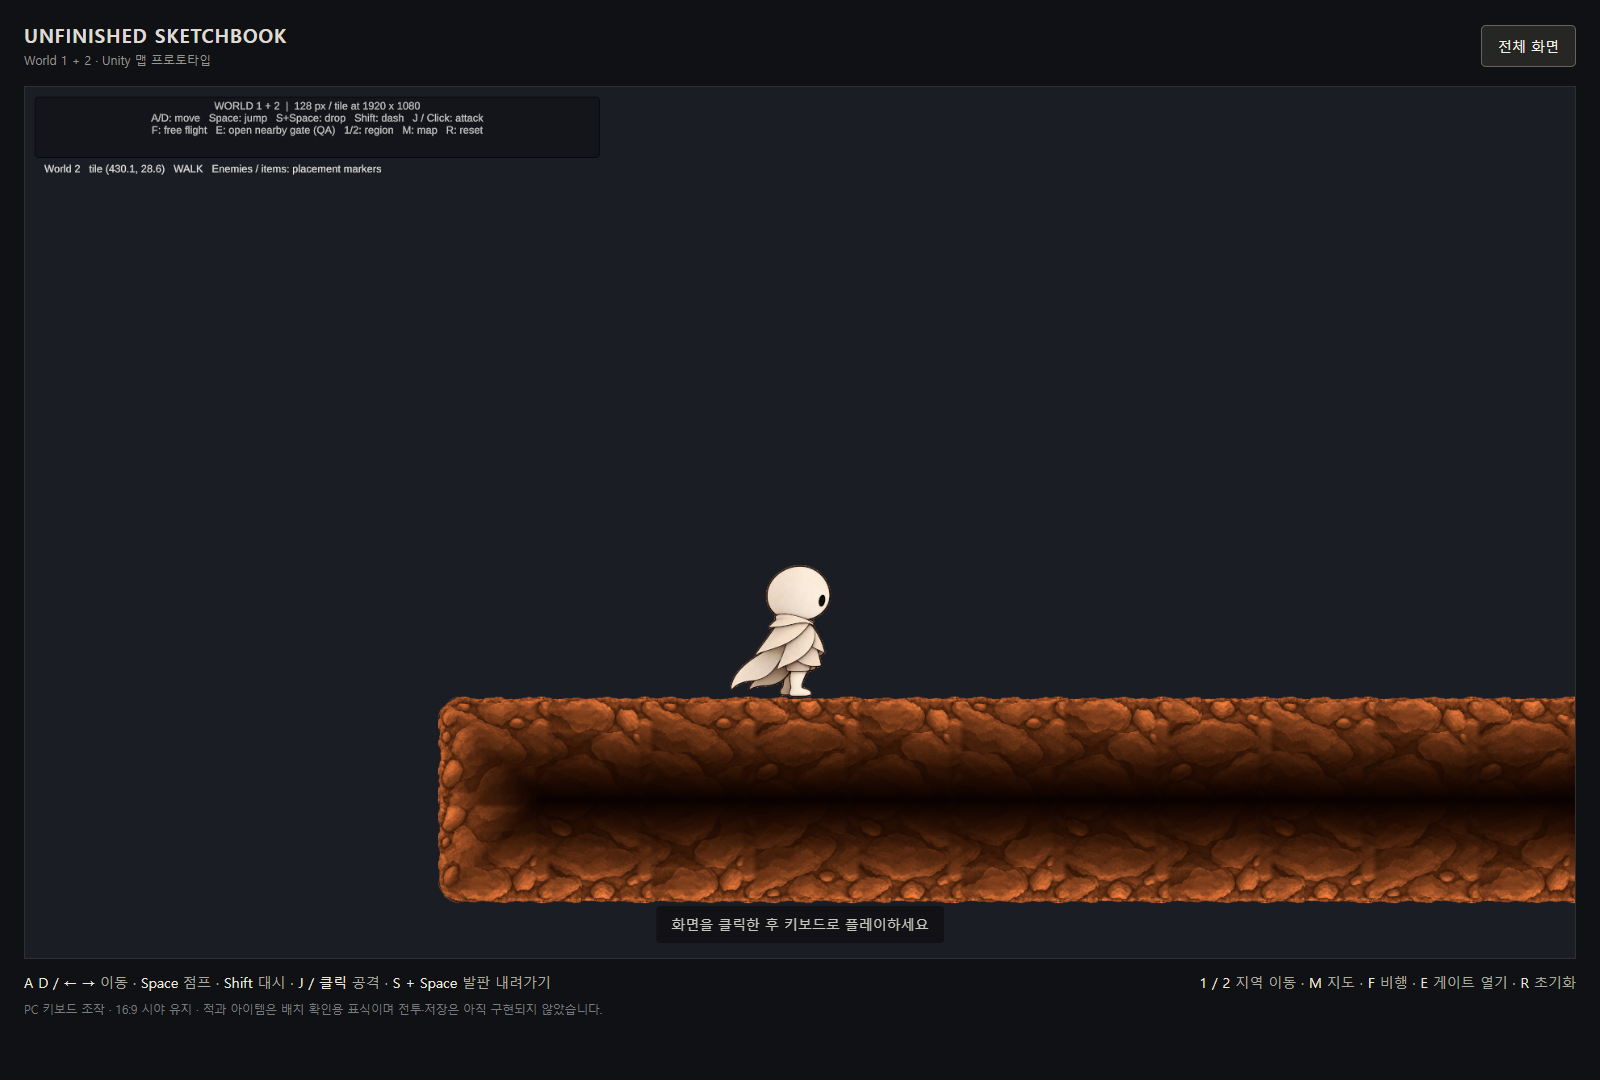 UNFINISHED SKETCHBOOK
World 1 + 2 · Unity 맵 프로토타입
전체 화면
WORLD 1 + 2 | 128 px / tile at 1920 x 1080
A/D: move Space: jump S+Space: drop Shift: dash J / Click: attack
F: free flight E: open nearby gate (QA) 1/2: region M: map R: reset
World 2 tile (430.1, 28.6) WALK Enemies / items: placement markers
화면을 클릭한 후 키보드로 플레이하세요
A D / ← → 이동 · Space 점프 · Shift 대시 · J / 클릭 공격 · S + Space 발판 내려가기
1 / 2 지역 이동 · M 지도 · F 비행 · E 게이트 열기 · R 초기화
PC 키보드 조작 · 16:9 시야 유지 · 적과 아이템은 배치 확인용 표식이며 전투·저장은 아직 구현되지 않았습니다.